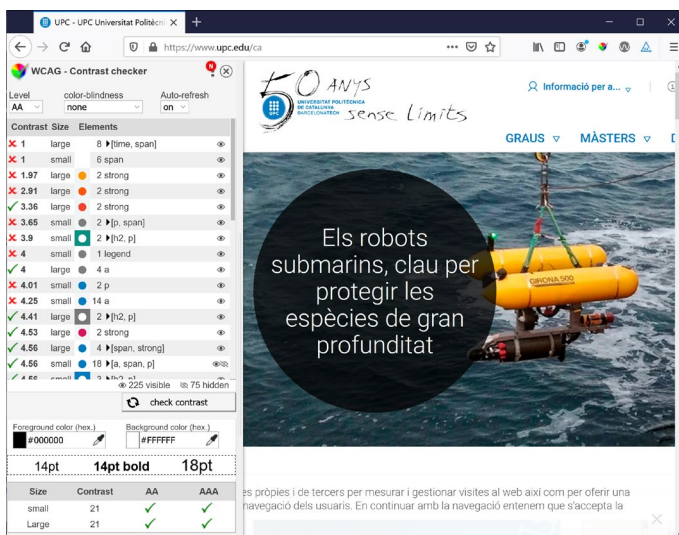 UPC - UPC Universitat Politècni
https://www.upc.edu/ca
WCAG - Contrast checker
Level color-blindness Auto-refresh
AA none on
Contrast Size Elements
1 large 8 [time, span]
1 small 6 span
1.97 large 2 strong
2.91 large 2 strong
3.36 large 2 strong
3.65 small 2 [p, span]
3.9 small 2 [h2, p]
4 small 1 legend
4 large 4 a
4.01 small 2 p
4.25 small 14 a
4.41 large 2 [h2, p]
4.53 large 2 strong
4.56 large 4 [span, strong]
4.56 small 18 [a, span, p]
4.56 small 2 [h2, p]
225 visible 75 hidden
check contrast
Foreground color (hex.) Background color (hex.)
#000000 #FFFFFF
14pt 14pt bold 18pt
Size Contrast AA AAA
small 21
Large 21
50 ANYS
UNIVERSITAT POLITÈCNICA
DE CATALUNYA
BARCELONATECH
UPC
sense Límits
Informació per a...
GRAUS MÀSTERS
Els robots
submarins, clau per
protegir les
espècies de gran
profunditat
GIRONA 500
es pròpies i de tercers per mesurar i gestionar visites al web així com per oferir una
navegació dels usuaris. En continuar amb la navegació entenem que s'accepta la